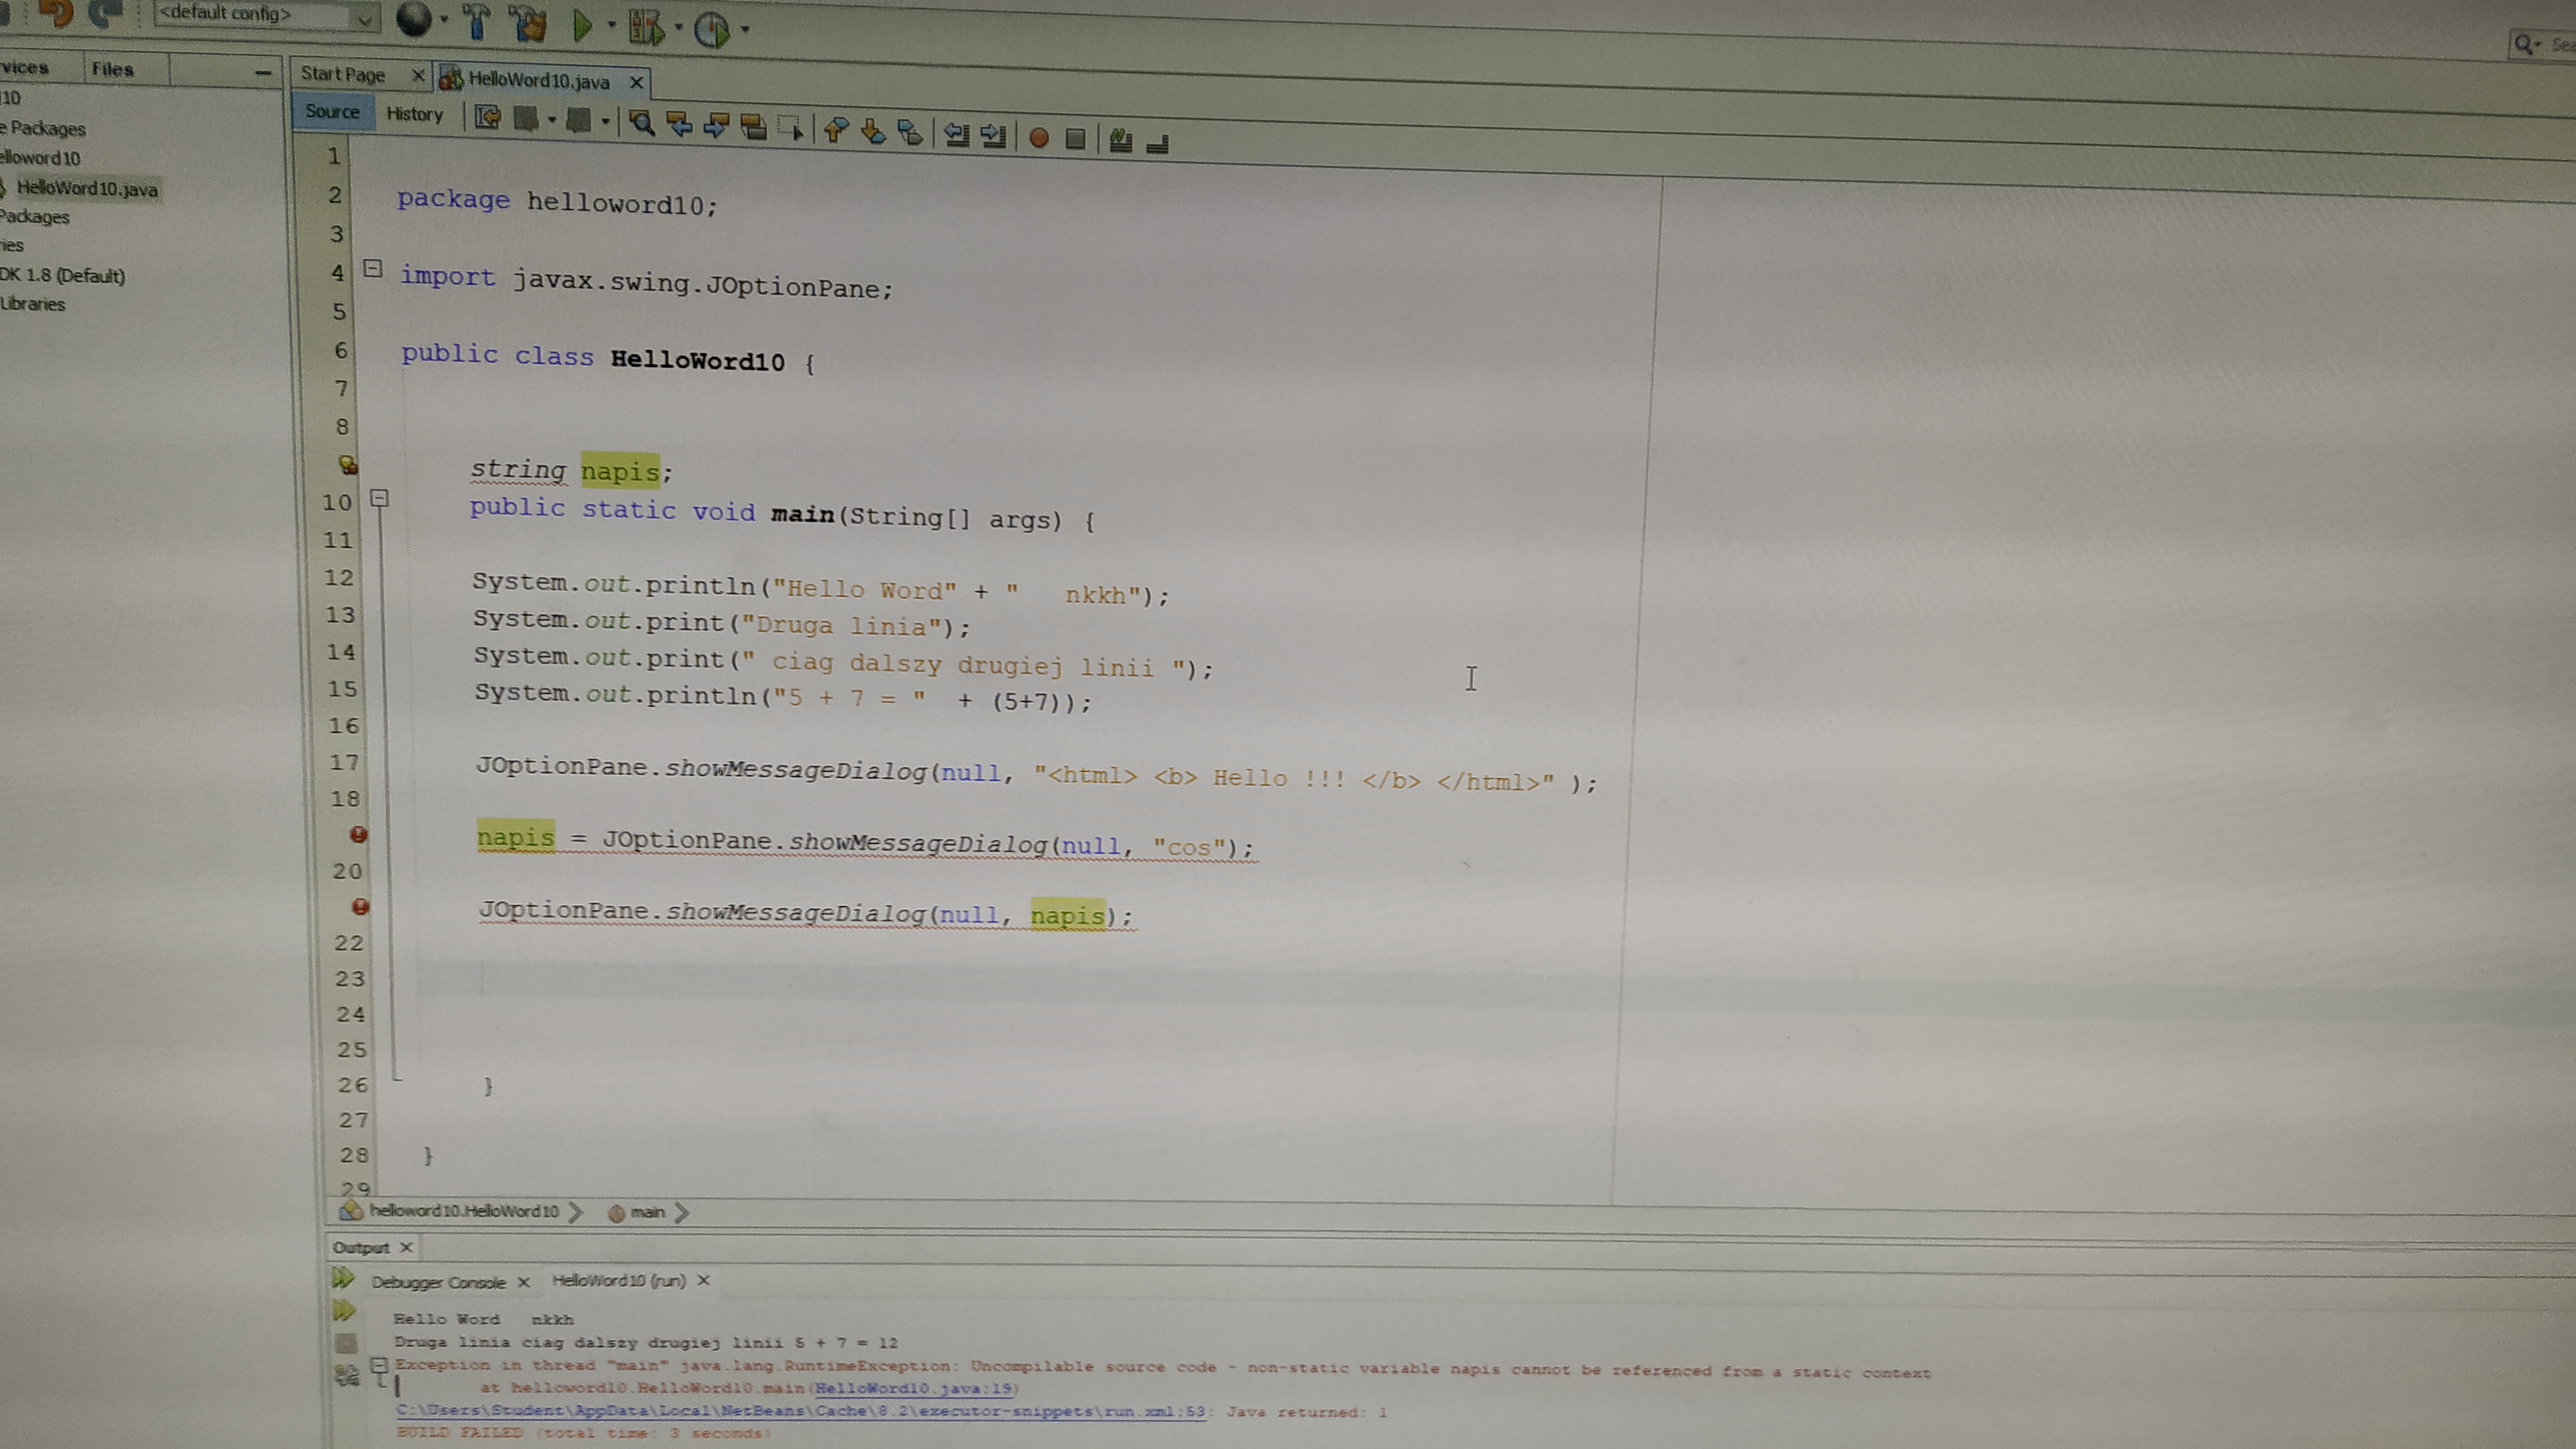 <default config>
vices Files
Start Page HelloWord10.java
Source History
10
e Packages
elloword10
HelloWord10.java
Packages
ries
DK 1.8 (Default)
Libraries
1
2 package helloword10;
3
4 import javax.swing.JOptionPane;
5
6 public class HelloWord10 {
7
8
string napis;
10 public static void main(String[] args) {
11
12 System.out.println("Hello Word" + "   nkkh");
13 System.out.print("Druga linia");
14 System.out.print(" ciag dalszy drugiej linii ");
15 System.out.println("5 + 7 = "  + (5+7));
16
17 JOptionPane.showMessageDialog(null, "<html> <b> Hello !!! </b> </html>" );
18
napis = JOptionPane.showMessageDialog(null, "cos");
20
JOptionPane.showMessageDialog(null, napis);
22
23
24
25
26 }
27
28 }
29
helloword10.HelloWord10 main
Output
Debugger Console HelloWord10 (run)
Hello Word   nkkh
Druga linia ciag dalszy drugiej linii 5 + 7 = 12
Exception in thread "main" java.lang.RuntimeException: Uncompilable source code - non-static variable napis cannot be referenced from a static context
at helloword10.HelloWord10.main(HelloWord10.java:19)
C:\Users\Student\AppData\Local\NetBeans\Cache\8.2\executor-snippets\run.xml:53: Java returned: 1
BUILD FAILED (total time: 3 seconds)